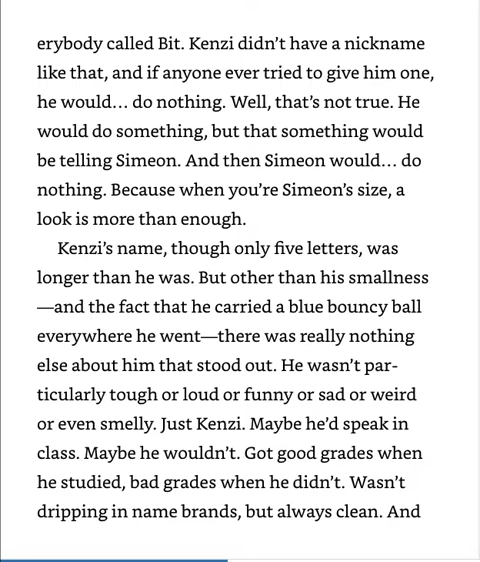 erybody called Bit. Kenzi didn’t have a nickname
like that, and if anyone ever tried to give him one,
he would… do nothing. Well, that’s not true. He
would do something, but that something would
be telling Simeon. And then Simeon would… do
nothing. Because when you’re Simeon’s size, a
look is more than enough.
Kenzi’s name, though only five letters, was
longer than he was. But other than his smallness
—and the fact that he carried a blue bouncy ball
everywhere he went—there was really nothing
else about him that stood out. He wasn’t par-
ticularly tough or loud or funny or sad or weird
or even smelly. Just Kenzi. Maybe he’d speak in
class. Maybe he wouldn’t. Got good grades when
he studied, bad grades when he didn’t. Wasn’t
dripping in name brands, but always clean. And